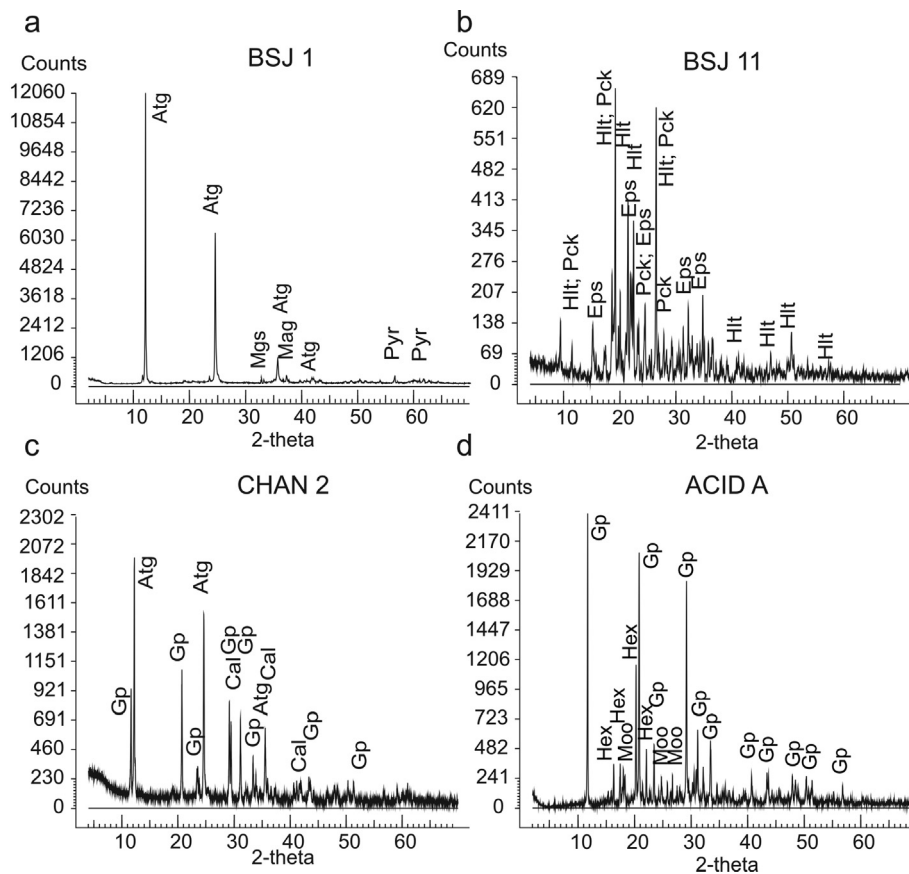 a
BSJ 1
Counts
12060
10854
9648
8442
7236
6030
4824
3618
2412
1206
0
Atg
Atg
Mgs
Mag
Atg
Atg
Pyr
Pyr
10 20 30 40 50 60
2-theta
b
BSJ 11
Counts
689
620
551
482
413
345
276
207
138
69
0
Hlt; Pck
Eps
Hlt; Pck
Hlt
Eps
Hlt
Pck; Eps
Hlt; Pck
Pck
Eps
Eps
Hlt
Hlt
Hlt
Hlt
10 20 30 40 50 60
2-theta
c
CHAN 2
Counts
2302
2072
1842
1611
1381
1151
921
691
460
230
0
Gp
Atg
Gp
Gp
Atg
Cal
Gp
Gp
Gp
Atg
Cal
Cal
Gp
Gp
10 20 30 40 50 60
2-theta
d
ACID A
Counts
2411
2170
1929
1688
1447
1206
965
723
482
241
0
Gp
Hex
Hex
Moo
Hex
Gp
Hex
Gp
Moo
Moo
Gp
Gp
Gp
Gp
Gp
Gp
Gp
Gp
10 20 30 40 50 60
2-theta